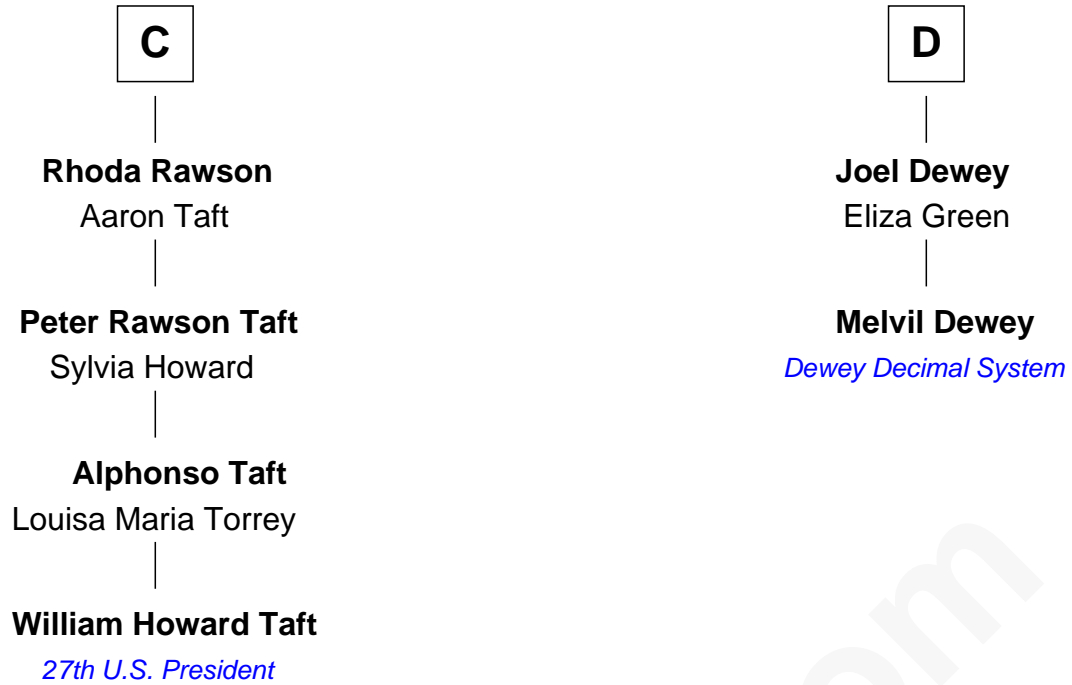 C
Rhoda Rawson
Aaron Taft
Peter Rawson Taft
Sylvia Howard
Alphonso Taft
Louisa Maria Torrey
William Howard Taft
27th U.S. President
D
Joel Dewey
Eliza Green
Melvil Dewey
Dewey Decimal System